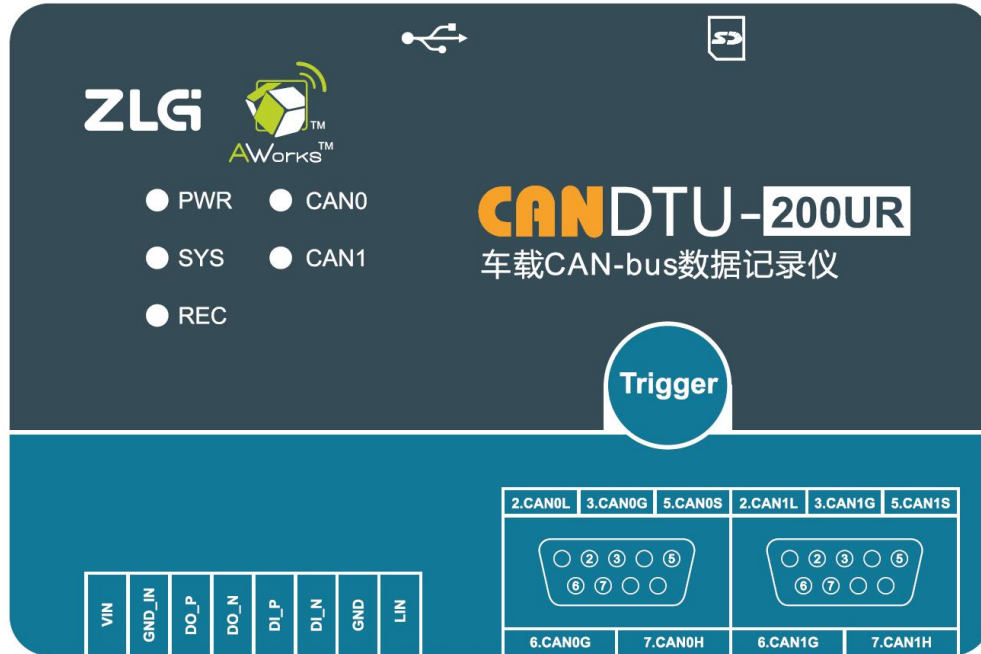 ZLG
TM
AWorks™
PWR CAN0
SYS CAN1
REC
CANDTU-200UR
车载CAN-bus数据记录仪
Trigger
2.CAN0L 3.CAN0G 5.CAN0S 2.CAN1L 3.CAN1G 5.CAN1S
② ③ ⑤ ② ③ ⑤
⑥ ⑦ ⑥ ⑦
VIN GND_IN DO_P DO_N DI_P DI_N GND LIN
6.CAN0G 7.CAN0H 6.CAN1G 7.CAN1H